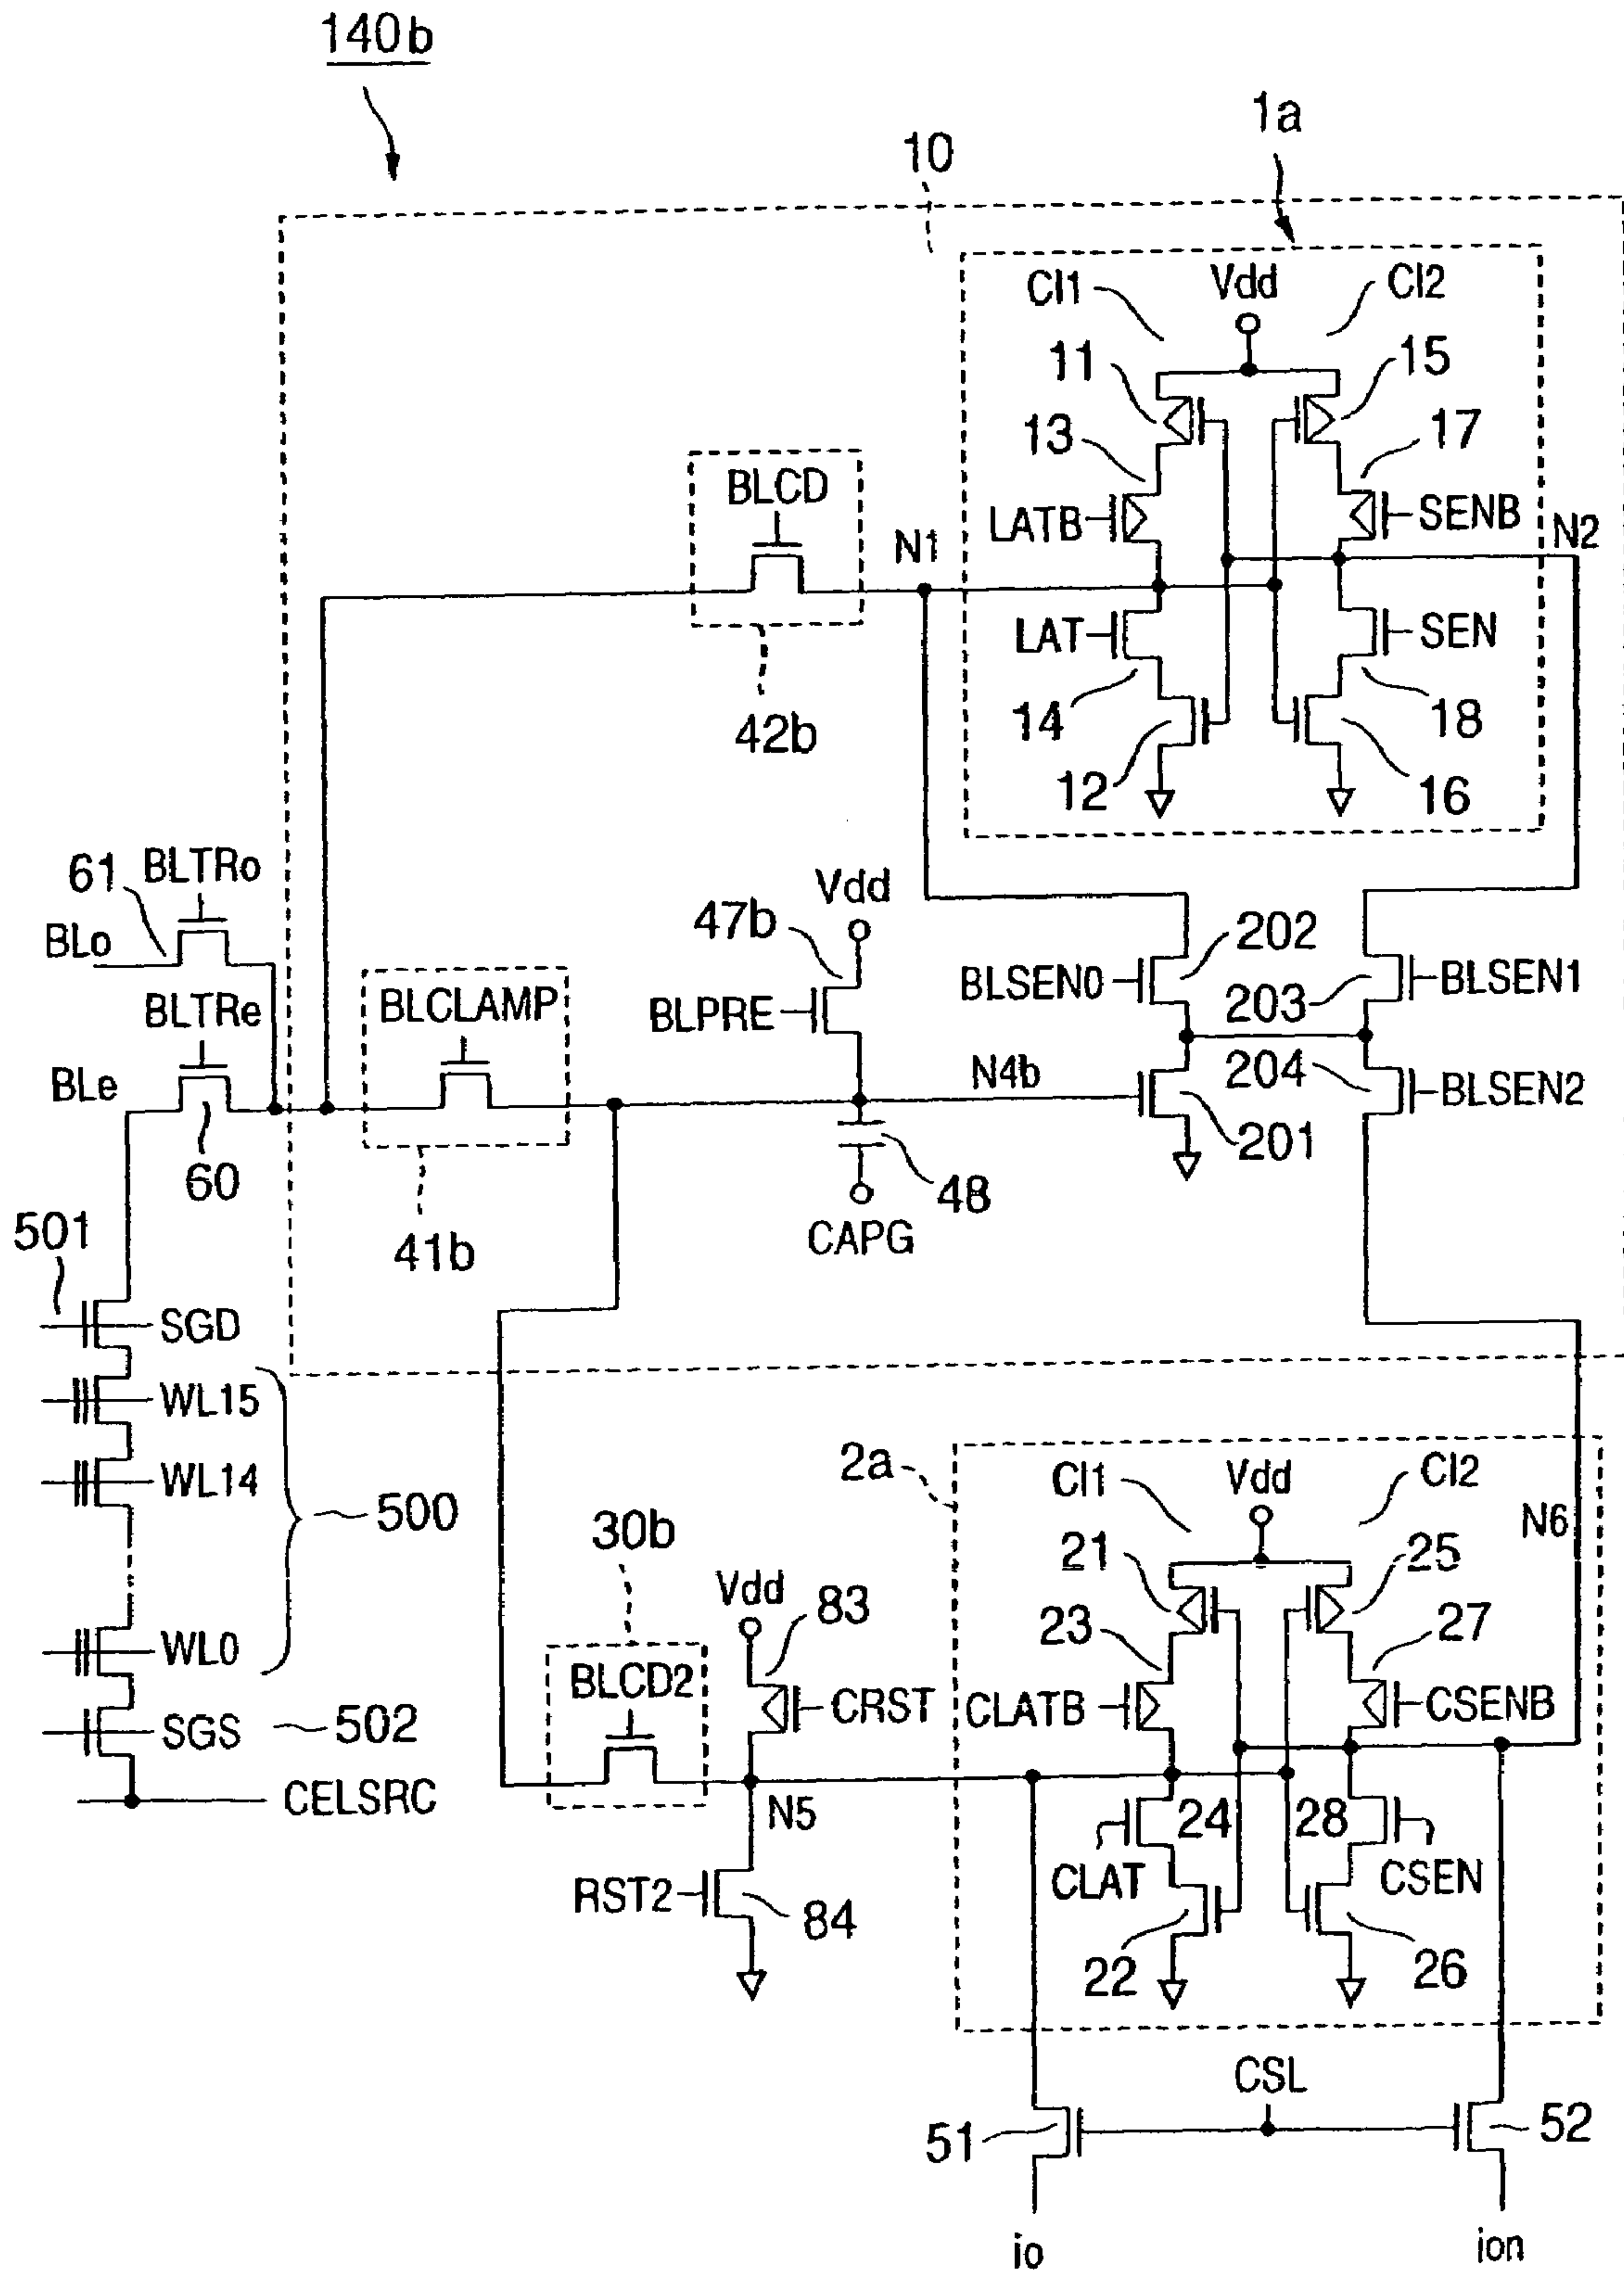 140b
1a
10
CI1
Vdd
CI2
11
15
13
17
BLCD
LATB
SENB
N1
N2
LAT
SEN
14
18
42b
12
16
BLTRo
61
Vdd
47b
BLo
202
BLCLAMP
BLSEN0
BLSEN1
203
BLTRe
BLPRE
N4b
204
BLe
BLSEN2
201
60
48
501
CAPG
41b
SGD
WL15
2a
CI1
Vdd
CI2
WL14
500
N6
30b
21
25
Vdd
83
23
27
WL0
BLCD2
CRST
CLATB
CSENB
SGS
502
CELSRC
N5
24
28
CLAT
CSEN
RST2
84
22
26
CSL
51
52
io
ion